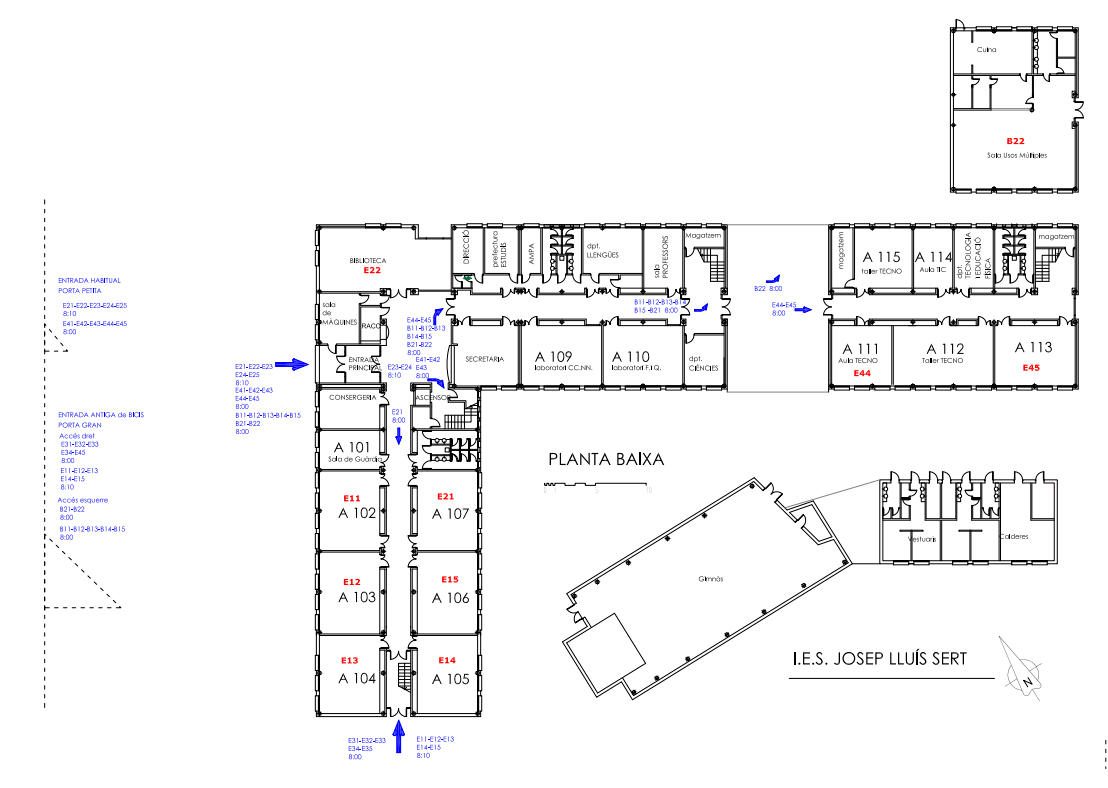 Cuina
B22
Sala Usos Múltiples
BIBLIOTECA
E22
DIRECCIÓ
prefectura
ESTUDIS
AMPA
dpt.
LLENGÜES
sala
PROFESSORS
Magatzem
magatzem
A 115
taller TECNO
A 114
Aula TIC
dpt. TECNOLOGIA
I EDUCACIÓ
FÍSICA
magatzem
ENTRADA HABITUAL
PORTA PETITA
E21-E22-E23-E24-E25
8:10
E41-E42-E43-E44-E45
8:00
sala
de
MÀQUINES
RACÓ
E44-E45
B11-B12-B13
B14-B15
B21-B22
8:00
B11-B12-B13-B14
B15 -B21 8:00
B22 8:00
E44-E45
8:00
E21-E22-E23
E24-E25
8:10
E41-E42-E43
E44-E45
8:00
B11-B12-B13-B14-B15
B21-B22
8:00
ENTRADA
PRINCIPAL
E23-E24
8:10
E41-E42
E43
8:00
SECRETARIA
A 109
laboratori CC.NN.
A 110
laboratori F.I Q.
dpt.
CIÈNCIES
A 111
Aula TECNO
E44
A 112
Taller TECNO
A 113
E45
CONSERGERIA
ASCENSOR
E21
8:00
ENTRADA ANTIGA de BICIS
PORTA GRAN
Accés dret
E31-E32-E33
E34-E45
8:00
E11-E12-E13
E14-E15
8:10
Accés esquerre
B21-B22
8:00
B11-B12-B13-B14-B15
8:00
A 101
Sala de Guàrdia
PLANTA BAIXA
0 1 5 10
E11
A 102
E21
A 107
Vestuaris
Calderes
E12
A 103
E15
A 106
Gimnàs
E13
A 104
E14
A 105
I.E.S. JOSEP LLUÍS SERT
N
E31-E32-E33
E34-E35
8:00
E11-E12-E13
E14-E15
8:10